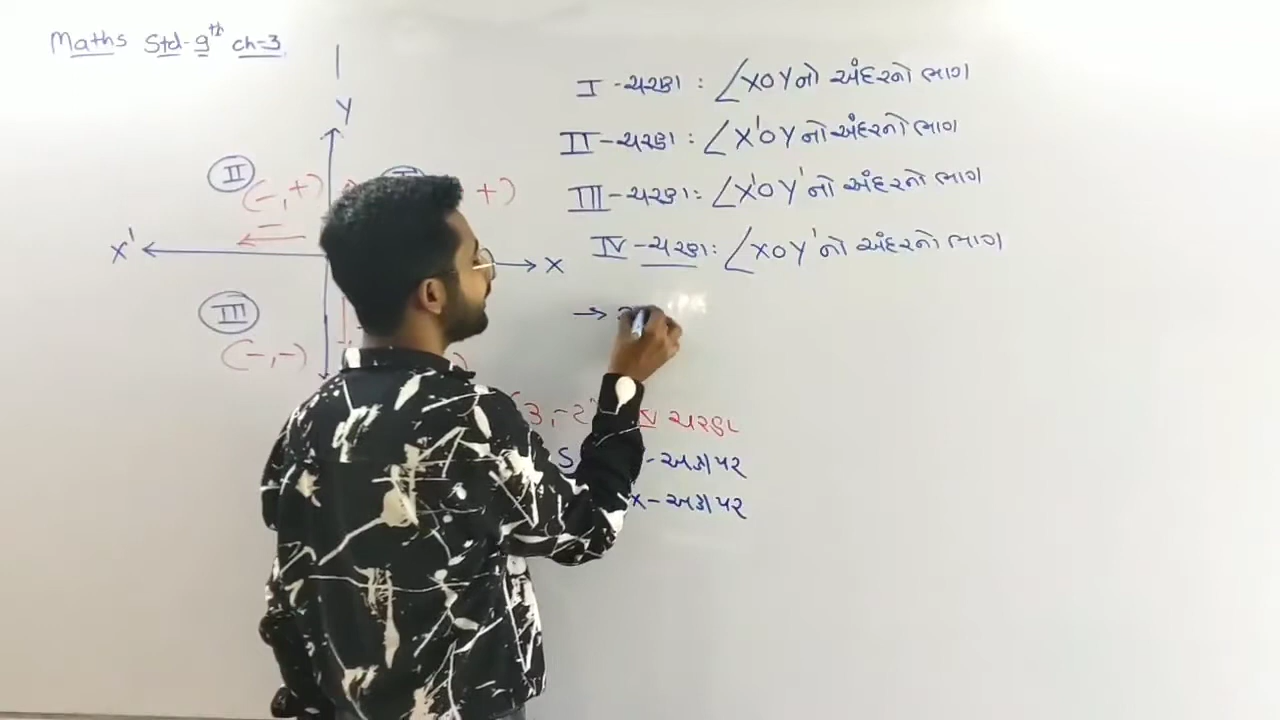 Maths Std-9th ch-3
Y
II
(-,+)
+)
-
X'
X
III
(-,-)
I -ચરણ : ∠XOYનો અંદરનો ભાગ
II -ચરણ : ∠X'OY નો અંદરનો ભાગ
III -ચરણ: ∠X'OY'નો અંદરનો ભાગ
IV -ચરણ: ∠XOY'નો અંદરનો ભાગ
→
(3,-2) IV ચરણ
- અક્ષ પર
X- અક્ષ પર